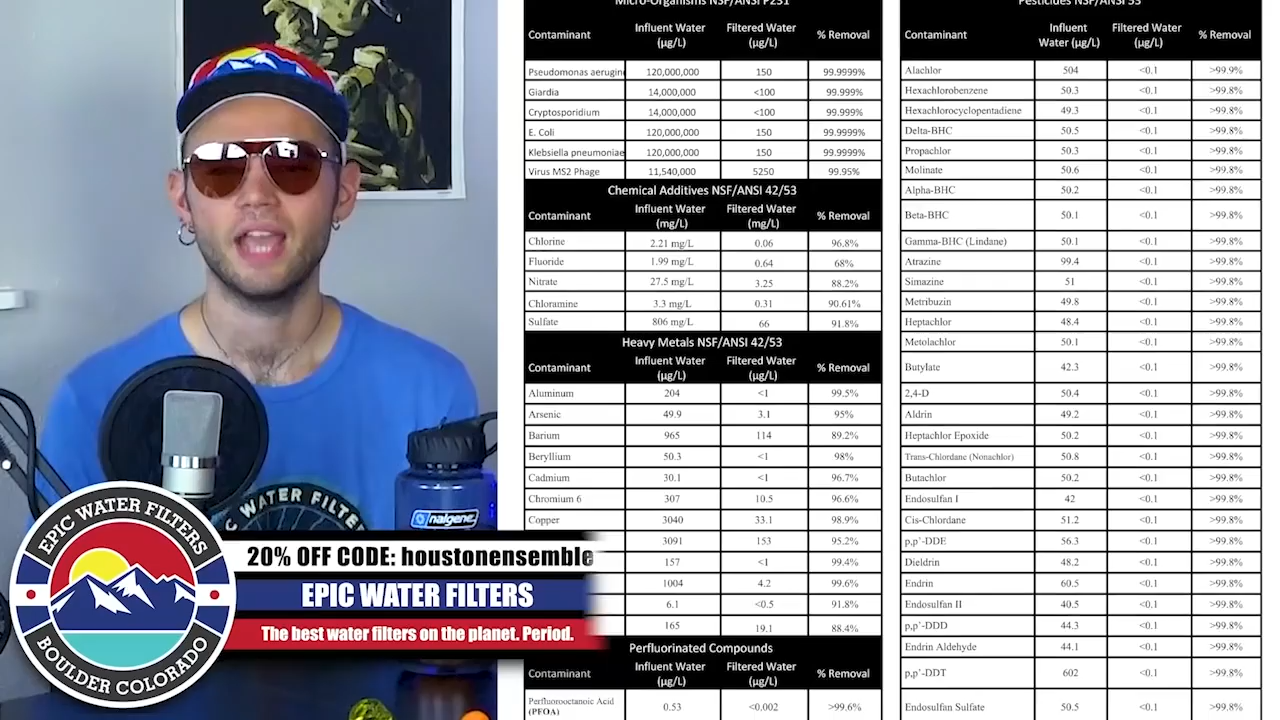 Micro-Organisms NSF/ANSI P231
Contaminant Influent Water (µg/L) Filtered Water (µg/L) % Removal
Pseudomonas aerugin 120,000,000 150 99.9999%
Giardia 14,000,000 <100 99.999%
Cryptosporidium 14,000,000 <100 99.999%
E. Coli 120,000,000 150 99.9999%
Klebsiella pneumoniae 120,000,000 150 99.9999%
Virus MS2 Phage 11,540,000 5250 99.95%
Chemical Additives NSF/ANSI 42/53
Contaminant Influent Water (mg/L) Filtered Water (mg/L) % Removal
Chlorine 2.21 mg/L 0.06 96.8%
Fluoride 1.99 mg/L 0.64 68%
Nitrate 27.5 mg/L 3.25 88.2%
Chloramine 3.3 mg/L 0.31 90.61%
Sulfate 806 mg/L 66 91.8%
Heavy Metals NSF/ANSI 42/53
Contaminant Influent Water (µg/L) Filtered Water (µg/L) % Removal
Aluminum 204 <1 99.5%
Arsenic 49.9 3.1 95%
Barium 965 114 89.2%
Beryllium 50.3 <1 98%
Cadmium 30.1 <1 96.7%
Chromium 6 307 10.5 96.6%
Copper 3040 33.1 98.9%
3091 153 95.2%
157 <1 99.4%
1004 4.2 99.6%
6.1 <0.5 91.8%
165 19.1 88.4%
Perfluorinated Compounds
Contaminant Influent Water (µg/L) Filtered Water (µg/L) % Removal
Perfluorooctanoic Acid (PFOA) 0.53 <0.002 >99.6%
Pesticides NSF/ANSI 53
Contaminant Influent Water (µg/L) Filtered Water (µg/L) % Removal
Alachlor 504 <0.1 >99.9%
Hexachlorobenzene 50.3 <0.1 >99.8%
Hexachlorocyclopentadiene 49.3 <0.1 >99.8%
Delta-BHC 50.5 <0.1 >99.8%
Propachlor 50.3 <0.1 >99.8%
Molinate 50.6 <0.1 >99.8%
Alpha-BHC 50.2 <0.1 >99.8%
Beta-BHC 50.1 <0.1 >99.8%
Gamma-BHC (Lindane) 50.1 <0.1 >99.8%
Atrazine 99.4 <0.1 >99.8%
Simazine 51 <0.1 >99.8%
Metribuzin 49.8 <0.1 >99.8%
Heptachlor 48.4 <0.1 >99.8%
Metolachlor 50.1 <0.1 >99.8%
Butylate 42.3 <0.1 >99.8%
2,4-D 50.4 <0.1 >99.8%
Aldrin 49.2 <0.1 >99.8%
Heptachlor Epoxide 50.2 <0.1 >99.8%
Trans-Chlordane (Nonachlor) 50.8 <0.1 >99.8%
Butachlor 50.2 <0.1 >99.8%
Endosulfan I 42 <0.1 >99.8%
Cis-Chlordane 51.2 <0.1 >99.8%
p,p'-DDE 56.3 <0.1 >99.8%
Dieldrin 48.2 <0.1 >99.8%
Endrin 60.5 <0.1 >99.8%
Endosulfan II 40.5 <0.1 >99.8%
p,p'-DDD 44.3 <0.1 >99.8%
Endrin Aldehyde 44.1 <0.1 >99.8%
p,p'-DDT 602 <0.1 >99.8%
Endosulfan Sulfate 50.5 <0.1 >99.8%
C WATER FILTE
nalgene
EPIC WATER FILTERS
BOULDER COLORADO
20% OFF CODE: houstonensemble
EPIC WATER FILTERS
The best water filters on the planet. Period.